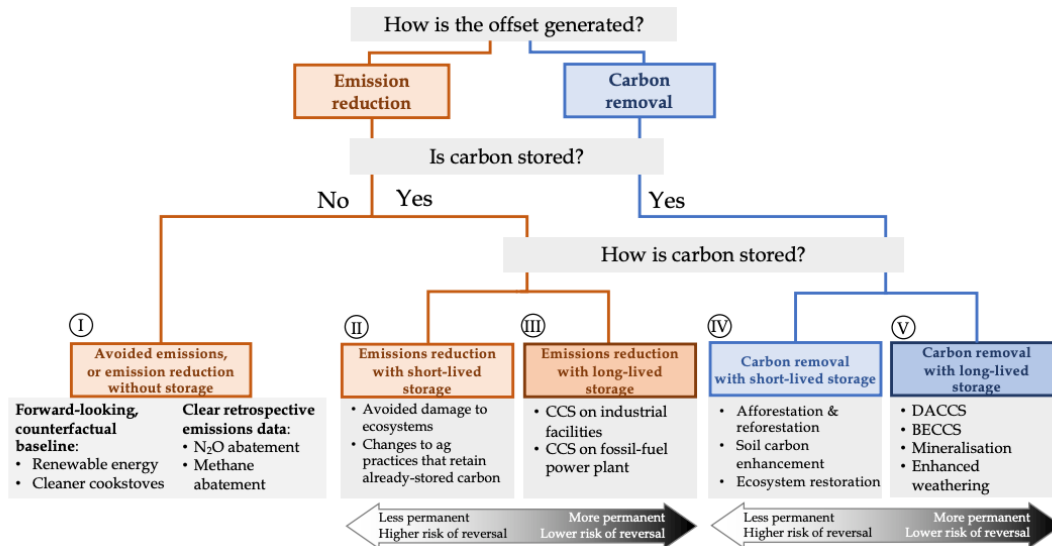 How is the offset generated?
Emission
reduction
Carbon
removal
Is carbon stored?
No
Yes
Yes
How is carbon stored?
I
Avoided emissions,
or emission reduction
without storage
Forward-looking,
counterfactual
baseline:
• Renewable energy
• Cleaner cookstoves
Clear retrospective
emissions data:
• N₂O abatement
• Methane
abatement
II
Emissions reduction
with short-lived
storage
• Avoided damage to
ecosystems
• Changes to ag
practices that retain
already-stored carbon
III
Emissions reduction
with long-lived
storage
• CCS on industrial
facilities
• CCS on fossil-fuel
power plant
IV
Carbon removal
with short-lived storage
• Afforestation &
reforestation
• Soil carbon
enhancement
• Ecosystem restoration
V
Carbon removal
with long-lived
storage
• DACCS
• BECCS
• Mineralisation
• Enhanced
weathering
Less permanent
Higher risk of reversal
More permanent
Lower risk of reversal
Less permanent
Higher risk of reversal
More permanent
Lower risk of reversal